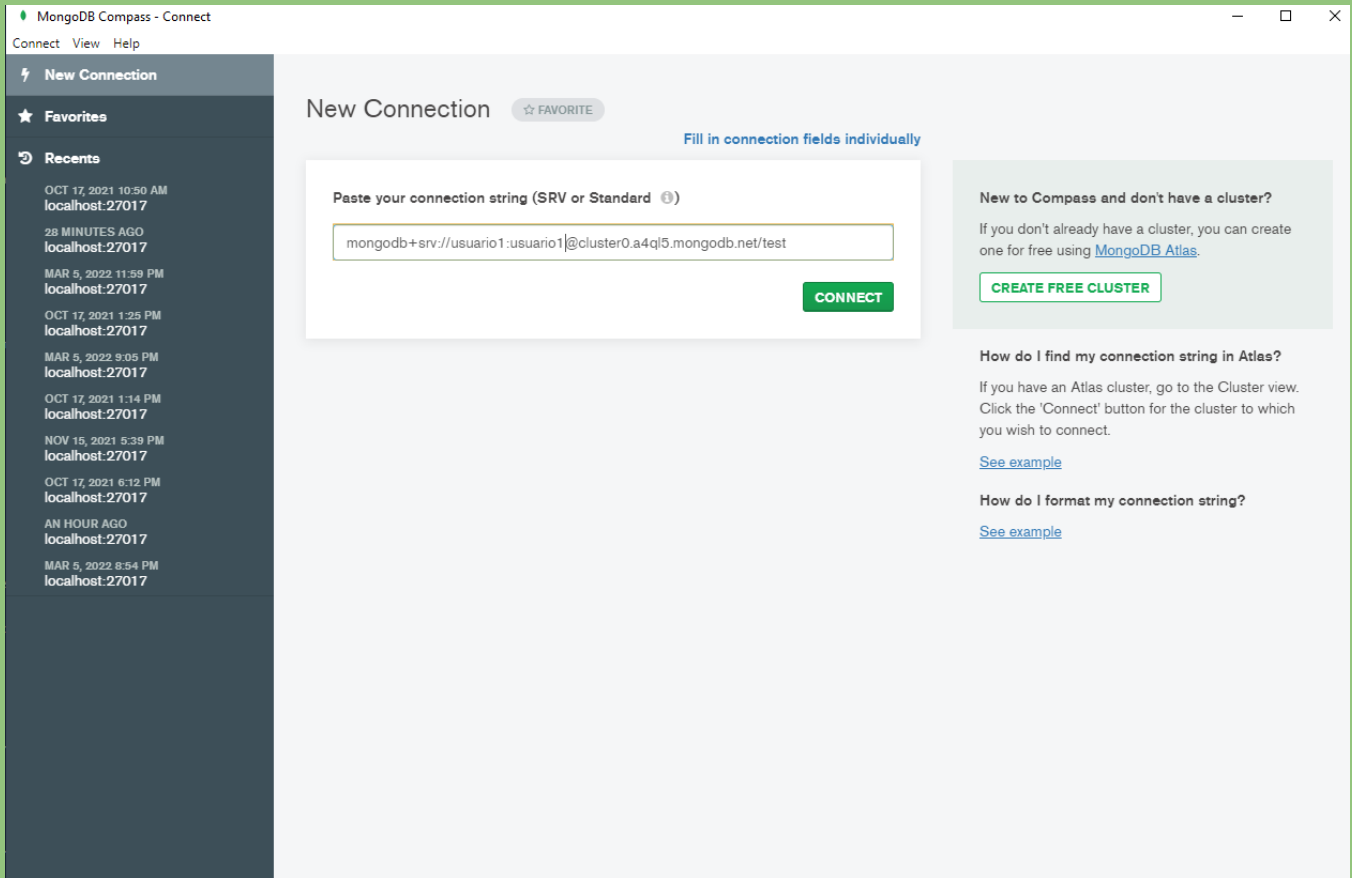 MongoDB Compass - Connect
Connect View Help
New Connection
Favorites
Recents
OCT 17, 2021 10:50 AM
localhost:27017
28 MINUTES AGO
localhost:27017
MAR 5, 2022 11:59 PM
localhost:27017
OCT 17, 2021 1:25 PM
localhost:27017
MAR 5, 2022 9:05 PM
localhost:27017
OCT 17, 2021 1:14 PM
localhost:27017
NOV 15, 2021 5:39 PM
localhost:27017
OCT 17, 2021 6:12 PM
localhost:27017
AN HOUR AGO
localhost:27017
MAR 5, 2022 8:54 PM
localhost:27017
New Connection FAVORITE
Fill in connection fields individually
Paste your connection string (SRV or Standard )
mongodb+srv://usuario1:usuario1@cluster0.a4ql5.mongodb.net/test
CONNECT
New to Compass and don't have a cluster?
If you don't already have a cluster, you can create
one for free using MongoDB Atlas.
CREATE FREE CLUSTER
How do I find my connection string in Atlas?
If you have an Atlas cluster, go to the Cluster view.
Click the 'Connect' button for the cluster to which
you wish to connect.
See example
How do I format my connection string?
See example